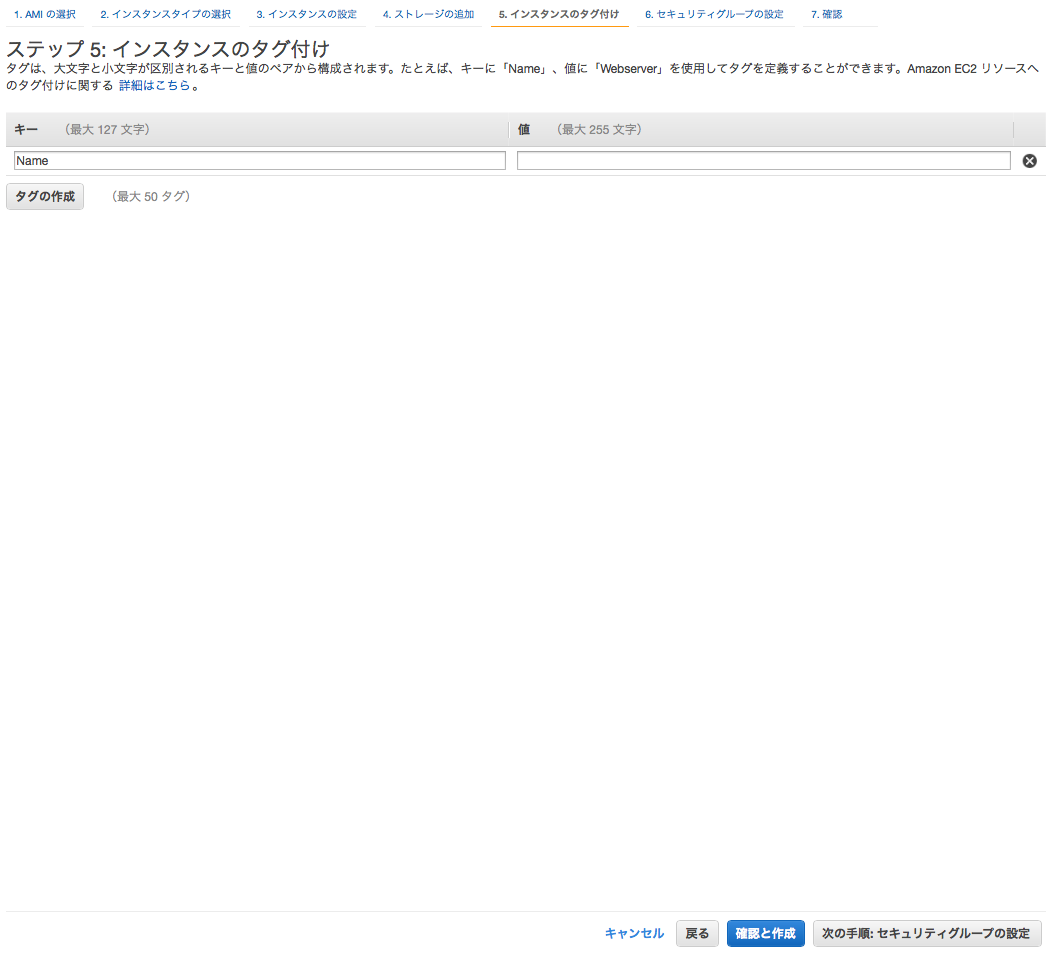 1. AMI の選択 2. インスタンスタイプの選択 3. インスタンスの設定 4. ストレージの追加 5. インスタンスのタグ付け 6. セキュリティグループの設定 7. 確認
ステップ 5: インスタンスのタグ付け
タグは、大文字と小文字が区別されるキーと値のペアから構成されます。たとえば、キーに「Name」、値に「Webserver」を使用してタグを定義することができます。Amazon EC2 リソースへ
のタグ付けに関する 詳細はこちら 。
キー （最大 127 文字） 値 （最大 255 文字）
Name
タグの作成 （最大 50 タグ）
キャンセル 戻る 確認と作成 次の手順: セキュリティグループの設定